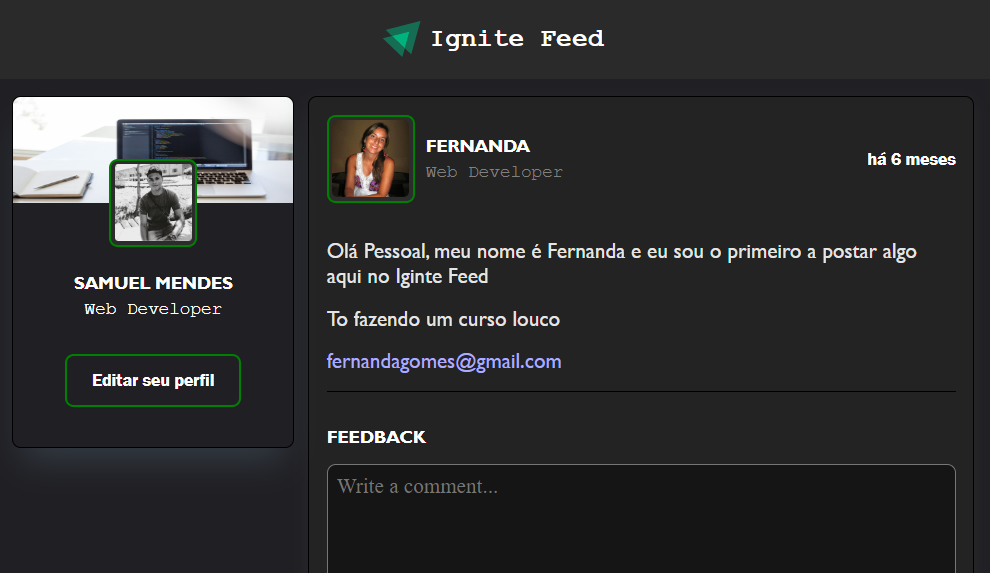 Ignite Feed
SAMUEL MENDES
Web Developer
Editar seu perfil
FERNANDA
Web Developer
há 6 meses
Olá Pessoal, meu nome é Fernanda e eu sou o primeiro a postar algo
aqui no Iginte Feed
To fazendo um curso louco
fernandagomes@gmail.com
FEEDBACK
Write a comment...